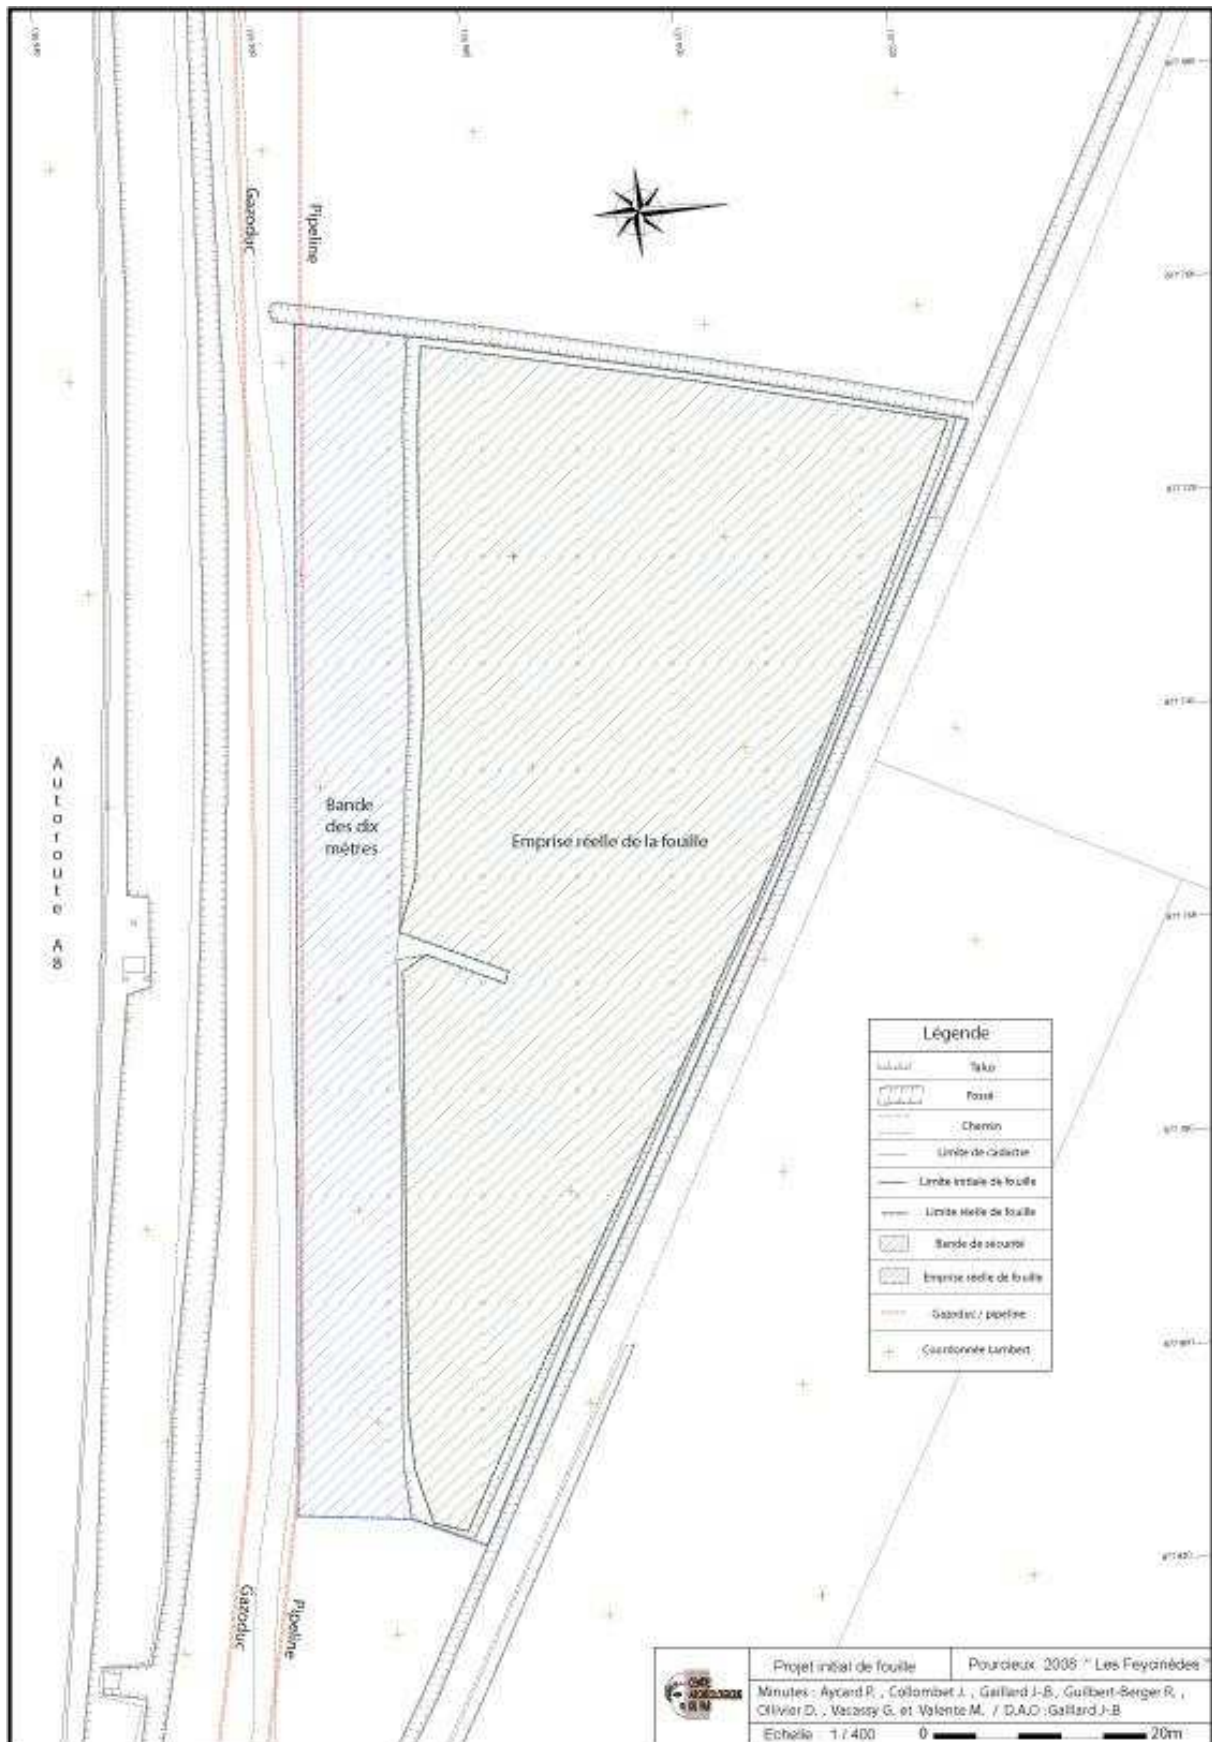 Gazoduc
Pipeline
Autoroute A8
Bande
des dix
mètres
Emprise réelle de la fouille
Légende
Talus
Fossé
Chemin
Limite de cadastre
Limite initiale de fouille
Limite réelle de fouille
Bande de sécurité
Emprise réelle de fouille
Gazoduc / pipeline
Coordonnée Lambert
Gazoduc
Pipeline
Projet initial de fouille
Pourcieux 2008 " Les Feycinèdes "
Minutes : Aycard P. , Collombet J. , Gaillard J-B., Guilbert-Berger R. ,
Ollivier D. , Vacassy G. et Valente M. / D.A.O :Gaillard J-B
Echelle 1 / 400 0 20m